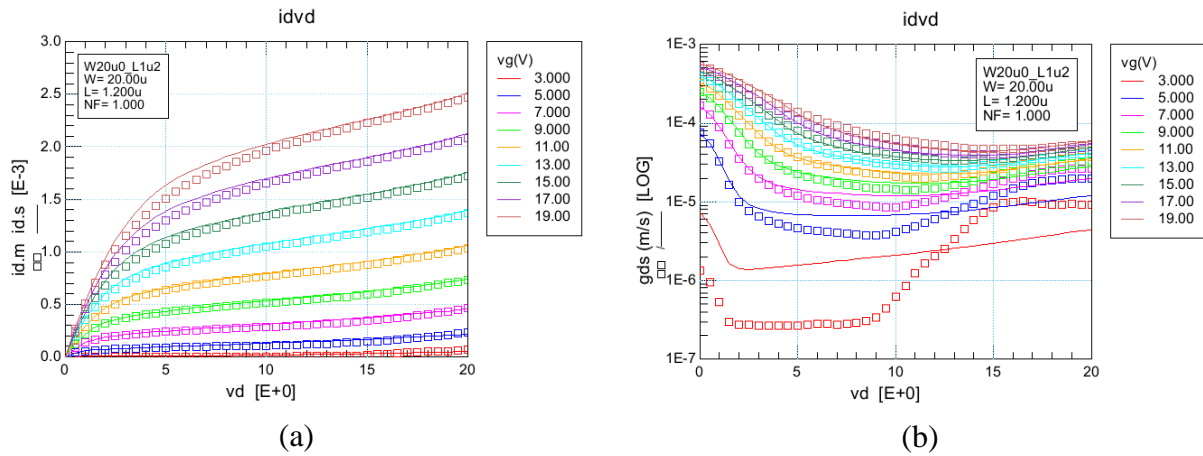 idvd
3.0
2.5
2.0
1.5
1.0
0.5
0.0
id.m id.s [E-3]
W20u0_L1u2
W= 20.00u
L= 1.200u
NF= 1.000
0 5 10 15 20
vd [E+0]
vg(V)
3.000
5.000
7.000
9.000
11.00
13.00
15.00
17.00
19.00
(a)
idvd
1E-3
1E-4
1E-5
1E-6
1E-7
gds (m/s) [LOG]
W20u0_L1u2
W= 20.00u
L= 1.200u
NF= 1.000
0 5 10 15 20
vd [E+0]
vg(V)
3.000
5.000
7.000
9.000
11.00
13.00
15.00
17.00
19.00
(b)